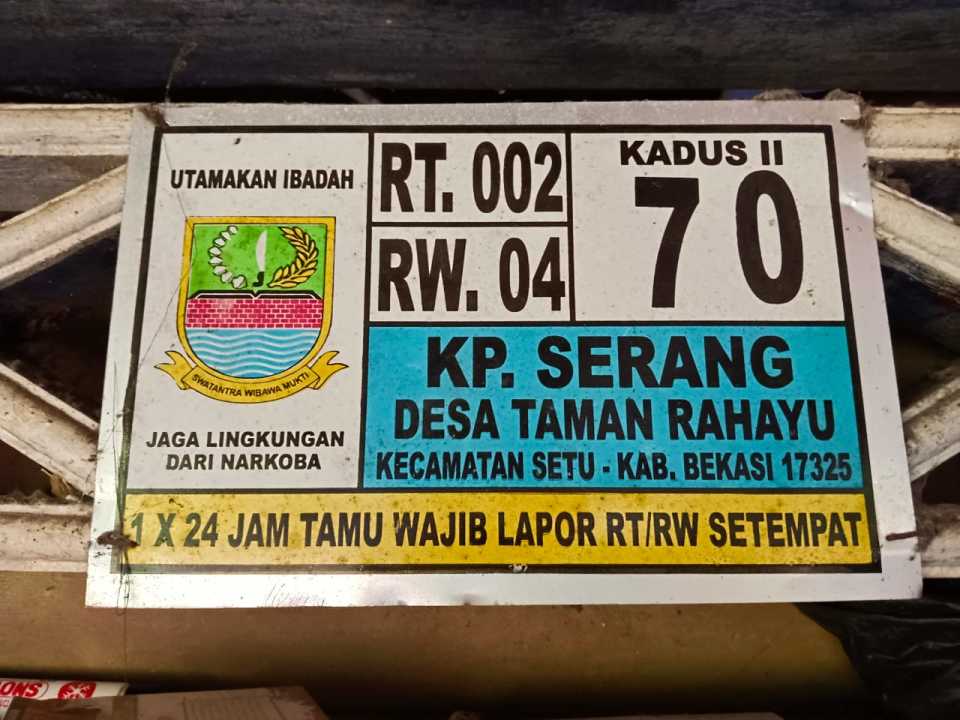 UTAMAKAN IBADAH
SWATANTRA WIBAWA MUKTI
JAGA LINGKUNGAN
DARI NARKOBA
RT. 002
RW. 04
KADUS II
70
KP. SERANG
DESA TAMAN RAHAYU
KECAMATAN SETU - KAB. BEKASI 17325
1 X 24 JAM TAMU WAJIB LAPOR RT/RW SETEMPAT